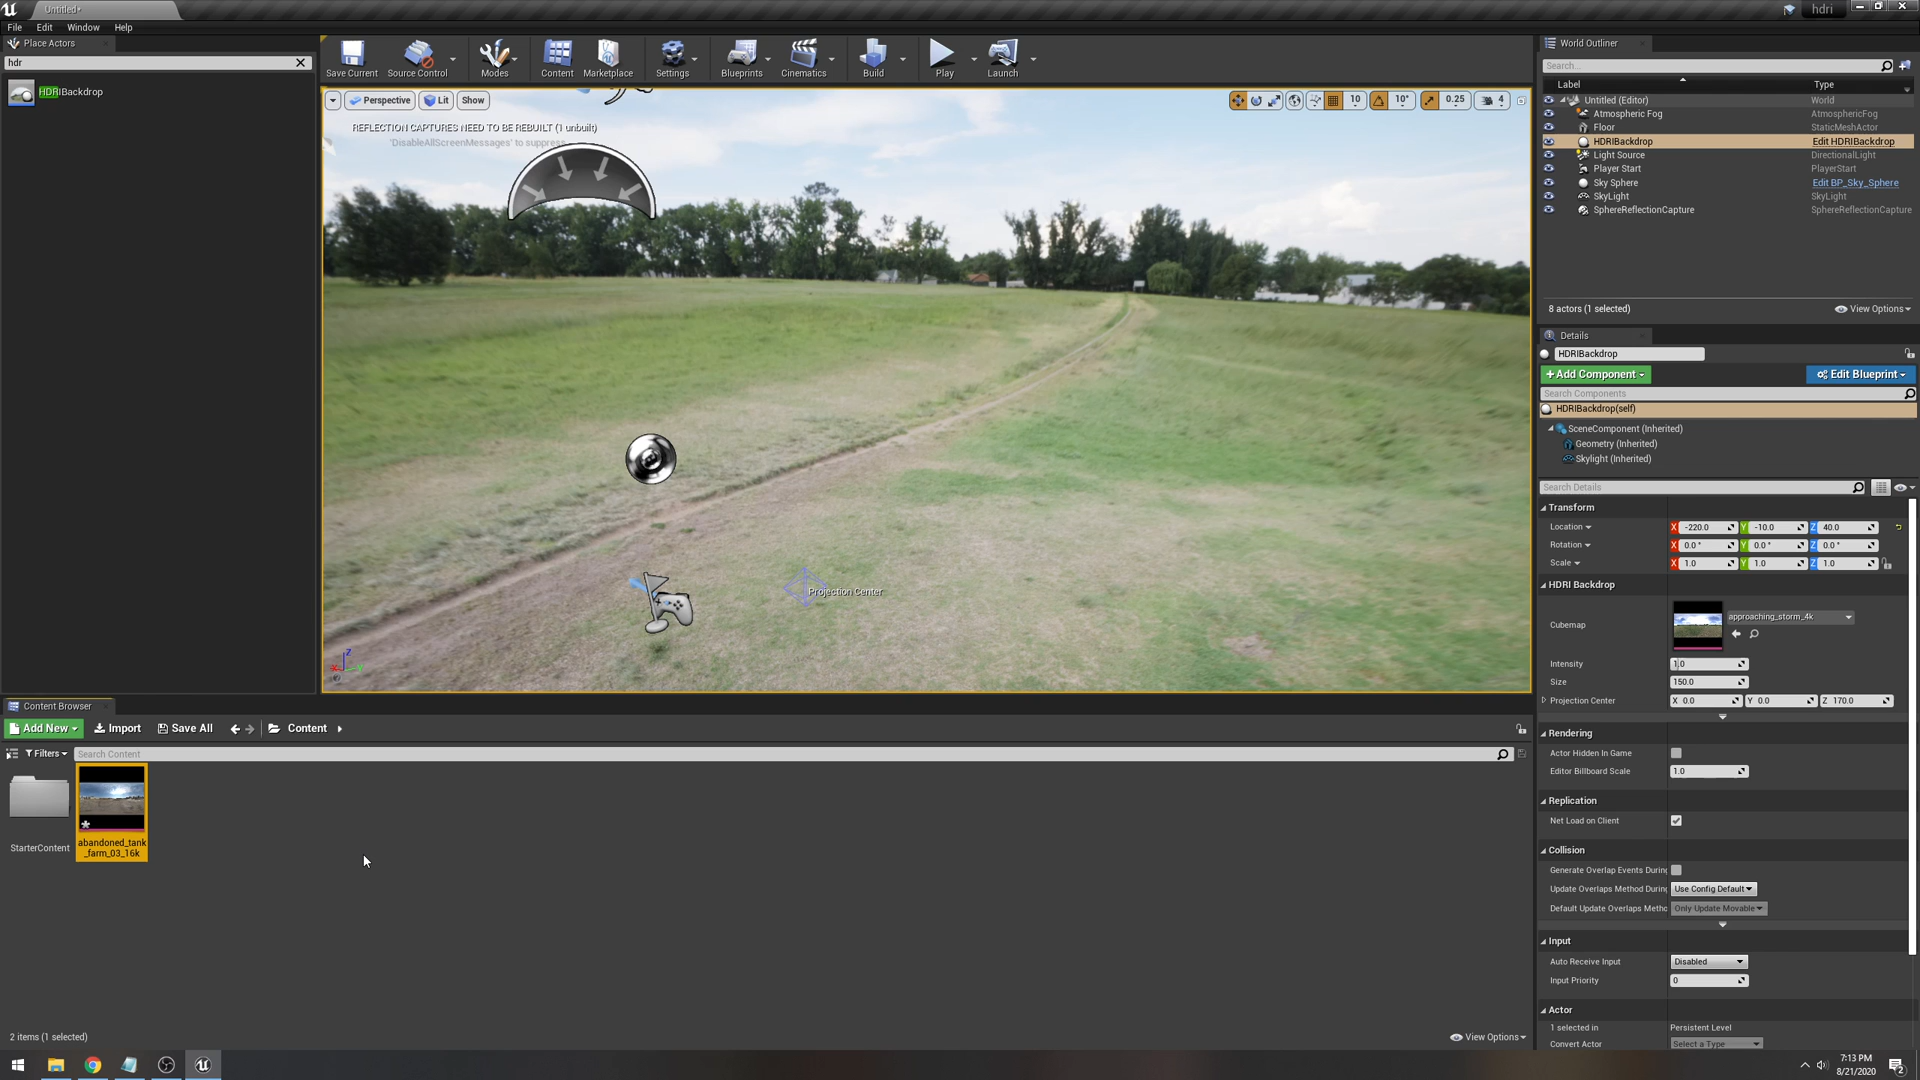 Untitled*
hdri
File Edit Window Help
Place Actors
hdr
HDRIBackdrop
Save Current
Source Control
Modes
Content
Marketplace
Settings
Blueprints
Cinematics
Build
Play
Launch
Perspective
Lit
Show
10
10°
0.25
4
REFLECTION CAPTURES NEED TO BE REBUILT (1 unbuilt)
'DisableAllScreenMessages' to suppress
Projection Center
Z
X
Y
World Outliner
Search...
Label Type
Untitled (Editor) World
Atmospheric Fog AtmosphericFog
Floor StaticMeshActor
HDRIBackdrop Edit HDRIBackdrop
Light Source DirectionalLight
Player Start PlayerStart
Sky Sphere Edit BP_Sky_Sphere
SkyLight SkyLight
SphereReflectionCapture SphereReflectionCapture
8 actors (1 selected) View Options
Details
HDRIBackdrop
+Add Component Edit Blueprint
Search Components
HDRIBackdrop(self)
SceneComponent (Inherited)
Geometry (Inherited)
Skylight (Inherited)
Search Details
Transform
Location X -220.0 Y -10.0 Z 40.0
Rotation X 0.0 ° Y 0.0 ° Z 0.0 °
Scale X 1.0 Y 1.0 Z 1.0
HDRI Backdrop
Cubemap approaching_storm_4k
Intensity 1.0
Size 150.0
Projection Center X 0.0 Y 0.0 Z 170.0
Rendering
Actor Hidden In Game
Editor Billboard Scale 1.0
Replication
Net Load on Client
Collision
Generate Overlap Events During
Update Overlaps Method During Use Config Default
Default Update Overlaps Metho Only Update Movable
Input
Auto Receive Input Disabled
Input Priority 0
Actor
1 selected in Persistent Level
Convert Actor Select a Type
Content Browser
Add New Import Save All Content
Filters Search Content
StarterContent
abandoned_tank
_farm_03_16k
2 items (1 selected) View Options
7:13 PM
8/21/2020
2